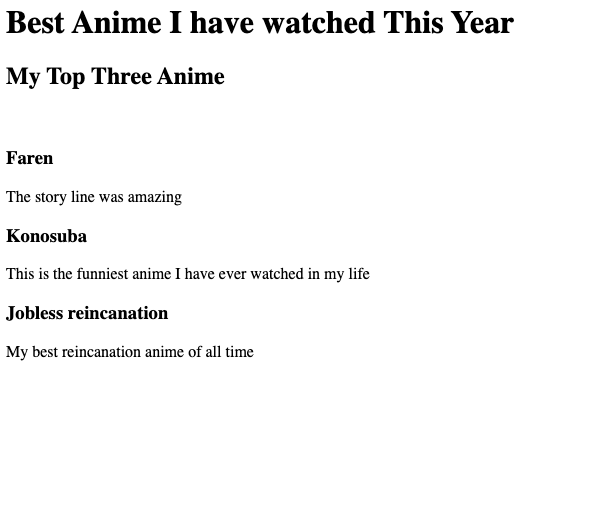 Best Anime I have watched This Year
My Top Three Anime
Faren
The story line was amazing
Konosuba
This is the funniest anime I have ever watched in my life
Jobless reincanation
My best reincanation anime of all time